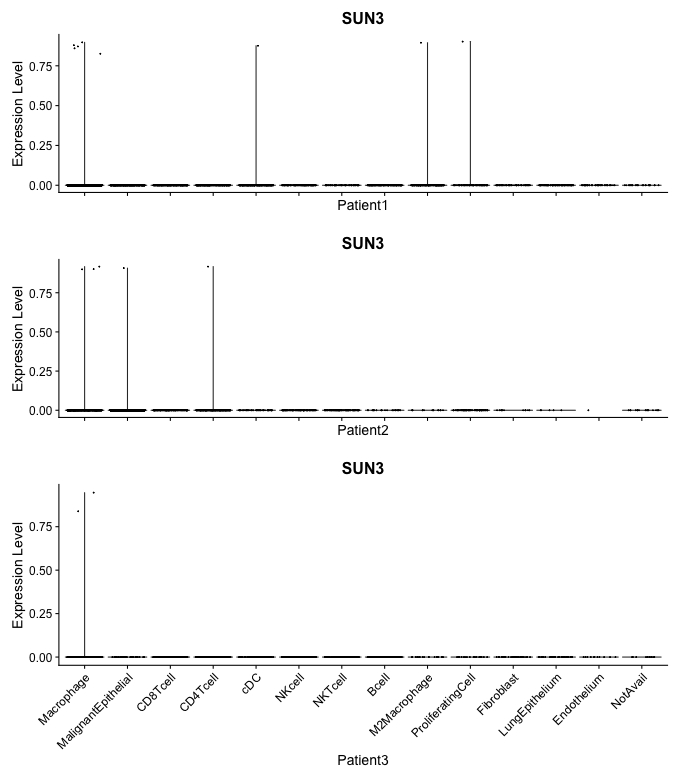 SUN3
Expression Level
0.75
0.50
0.25
0.00
Patient1
SUN3
Expression Level
0.75
0.50
0.25
0.00
Patient2
SUN3
Expression Level
0.75
0.50
0.25
0.00
Macrophage
MalignantEpithelial
CD8Tcell
CD4Tcell
cDC
NKcell
NKTcell
Bcell
M2Macrophage
ProliferatingCell
Fibroblast
LungEpithelium
Endothelium
NotAvail
Patient3